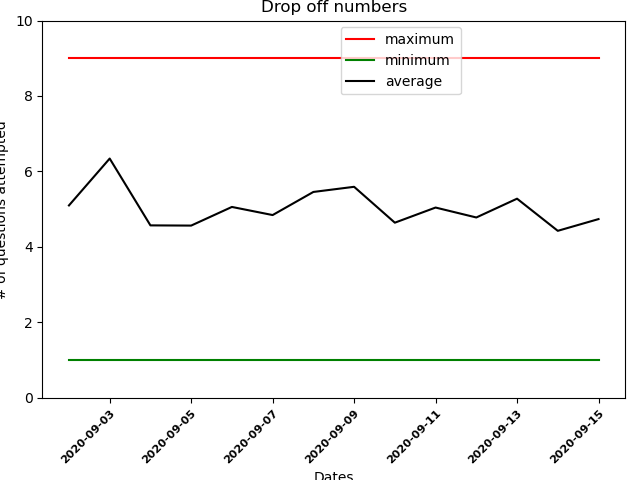 Drop off numbers
10
8
6
4
2
0
# of questions attempted
maximum
minimum
average
2020-09-03
2020-09-05
2020-09-07
2020-09-09
2020-09-11
2020-09-13
2020-09-15
Dates